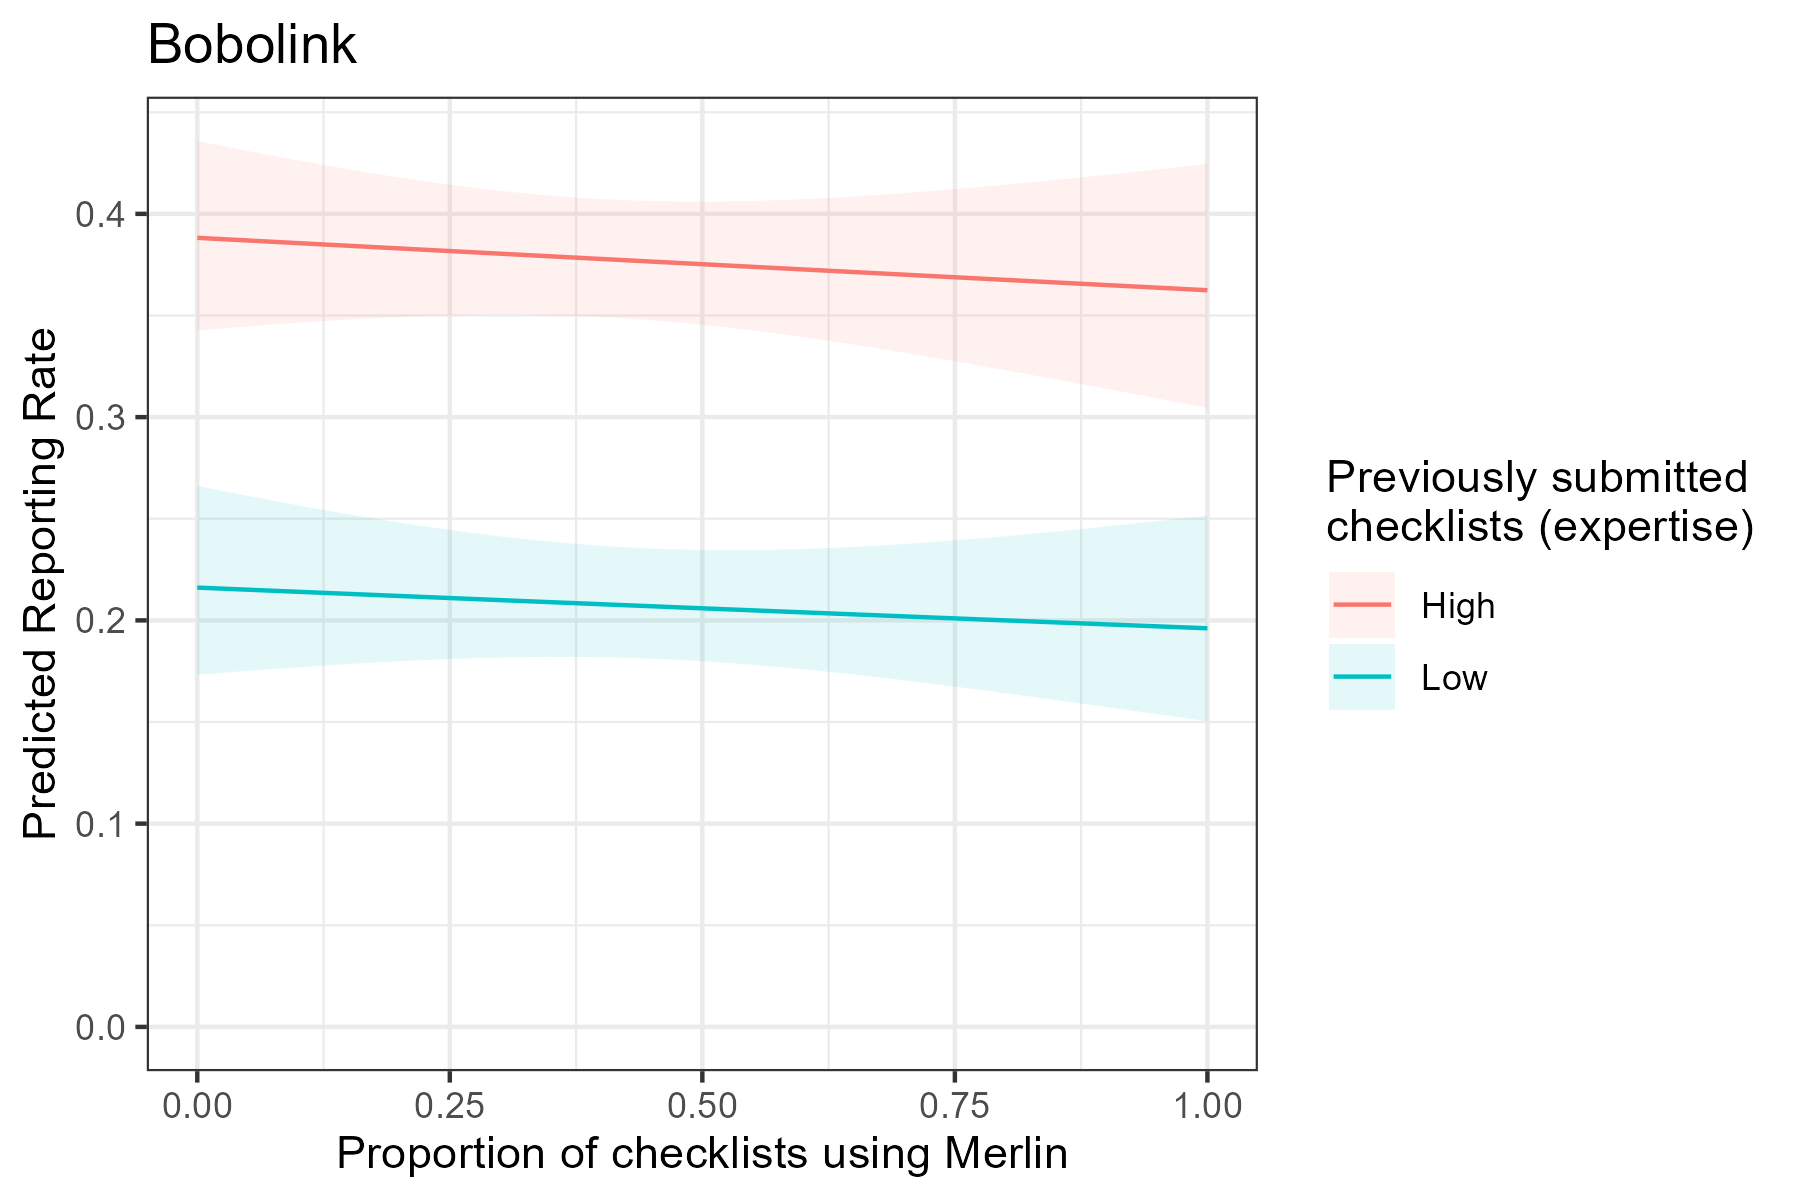 Bobolink
Predicted Reporting Rate
0.4
0.3
0.2
0.1
0.0
0.00 0.25 0.50 0.75 1.00
Proportion of checklists using Merlin
Previously submitted
checklists (expertise)
High
Low